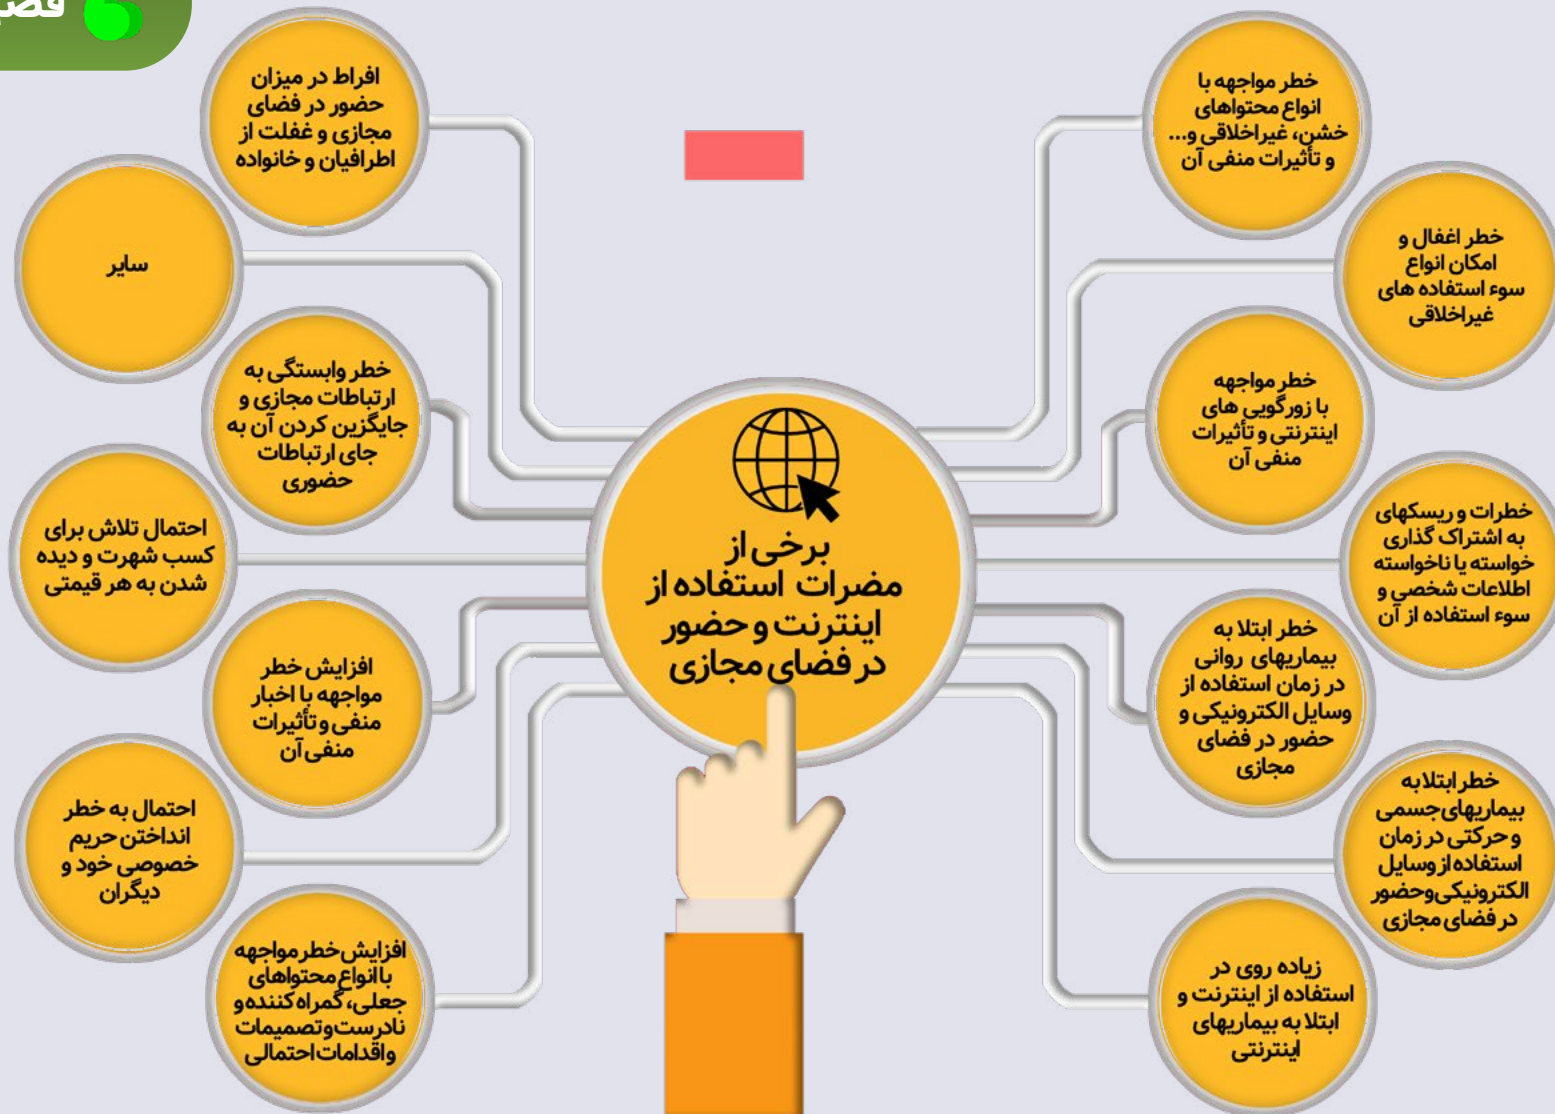 برخی از
مضرات استفاده از
اینترنت و حضور
در فضای مجازی
خطر مواجهه با
انواع محتواهای
خشن، غیراخلاقی و...
و تأثیرات منفی آن
خطر اغفال و
امکان انواع
سوء استفاده های
غیراخلاقی
خطر مواجهه
با زورگویی های
اینترنتی و تأثیرات
منفی آن
خطرات و ریسکهای
به اشتراک گذاری
خواسته یا ناخواسته
اطلاعات شخصی و
سوء استفاده از آن
خطر ابتلا به
بیماریهای روانی
در زمان استفاده از
وسایل الکترونیکی و
حضور در فضای
مجازی
خطر ابتلا به
بیماریهای جسمی
و حرکتی در زمان
استفاده از وسایل
الکترونیکی وحضور
در فضای مجازی
زیاده روی در
استفاده از اینترنت و
ابتلا به بیماریهای
اینترنتی
افراط در میزان
حضور در فضای
مجازی و غفلت از
اطرافیان و خانواده
سایر
خطر وابستگی به
ارتباطات مجازی و
جایگزین کردن آن به
جای ارتباطات
حضوری
احتمال تلاش برای
کسب شهرت و دیده
شدن به هر قیمتی
افزایش خطر
مواجهه با اخبار
منفی و تأثیرات
منفی آن
احتمال به خطر
انداختن حریم
خصوصی خود و
دیگران
افزایش خطر مواجهه
با انواع محتواهای
جعلی، گمراه کننده و
نادرست و تصمیمات
و اقدامات احتمالی